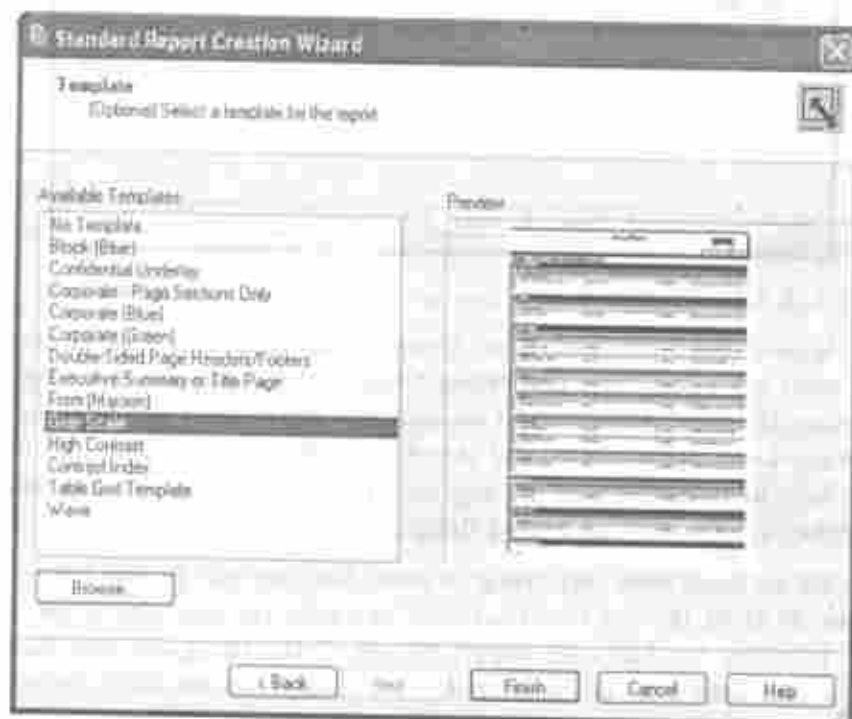 Standard Report Creation Wizard
Template
(Optional) Select a template for the report
Available Templates
Preview
No Template
Block (Blue)
Confidential Underlay
Corporate - Page Sections Only
Corporate (Blue)
Corporate (Green)
Double-Sided Page Headers/Footers
Executive Summary or Title Page
Form (Maroon)
High Contrast
Index
Table Grid Template
Wave
Browse...
< Back
Next
Finish
Cancel
Help